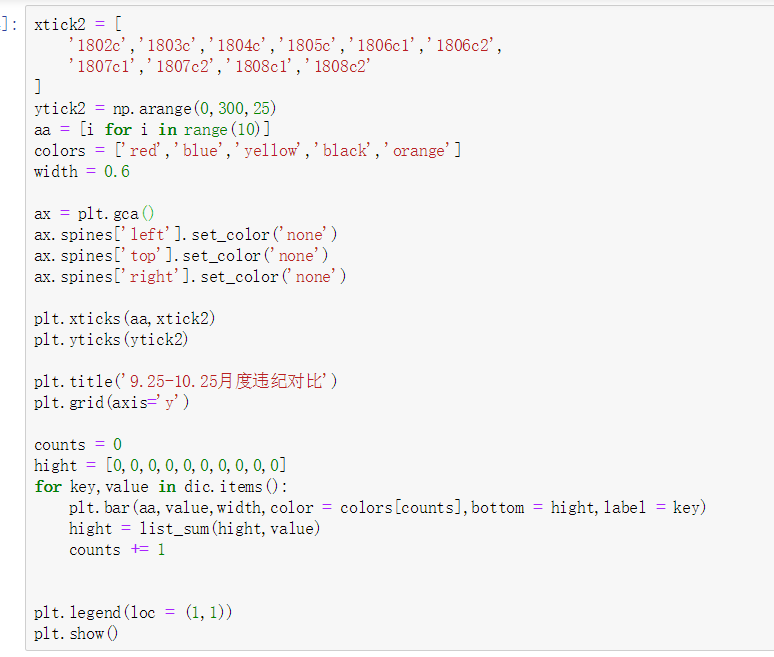 ]:
xtick2 = [
    '1802c','1803c','1804c','1805c','1806c1','1806c2',
    '1807c1','1807c2','1808c1','1808c2'
]
ytick2 = np.arange(0,300,25)
aa = [i for i in range(10)]
colors = ['red','blue','yellow','black','orange']
width = 0.6

ax = plt.gca()
ax.spines['left'].set_color('none')
ax.spines['top'].set_color('none')
ax.spines['right'].set_color('none')

plt.xticks(aa,xtick2)
plt.yticks(ytick2)

plt.title('9.25-10.25月度违纪对比')
plt.grid(axis='y')

counts = 0
hight = [0,0,0,0,0,0,0,0,0,0]
for key,value in dic.items():
    plt.bar(aa,value,width,color = colors[counts],bottom = hight,label = key)
    hight = list_sum(hight,value)
    counts += 1

plt.legend(loc = (1,1))
plt.show()